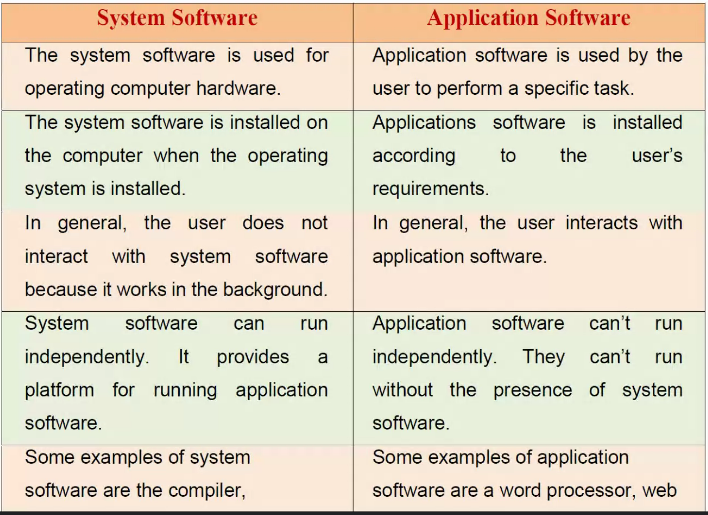 System Software
Application Software
The system software is used for
operating computer hardware.
Application software is used by the
user to perform a specific task.
The system software is installed on
the computer when the operating
system is installed.
Applications software is installed
according to the user's
requirements.
In general, the user does not
interact with system software
because it works in the background.
In general, the user interacts with
application software.
System software can run
independently. It provides a
platform for running application
software.
Application software can't run
independently. They can't run
without the presence of system
software.
Some examples of system
software are the compiler,
Some examples of application
software are a word processor, web